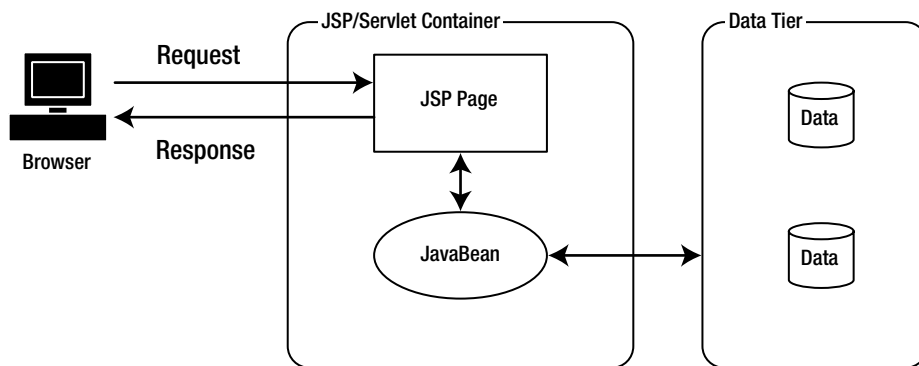 JSP/Servlet Container
Data Tier
Request
JSP Page
Data
Response
Browser
JavaBean
Data